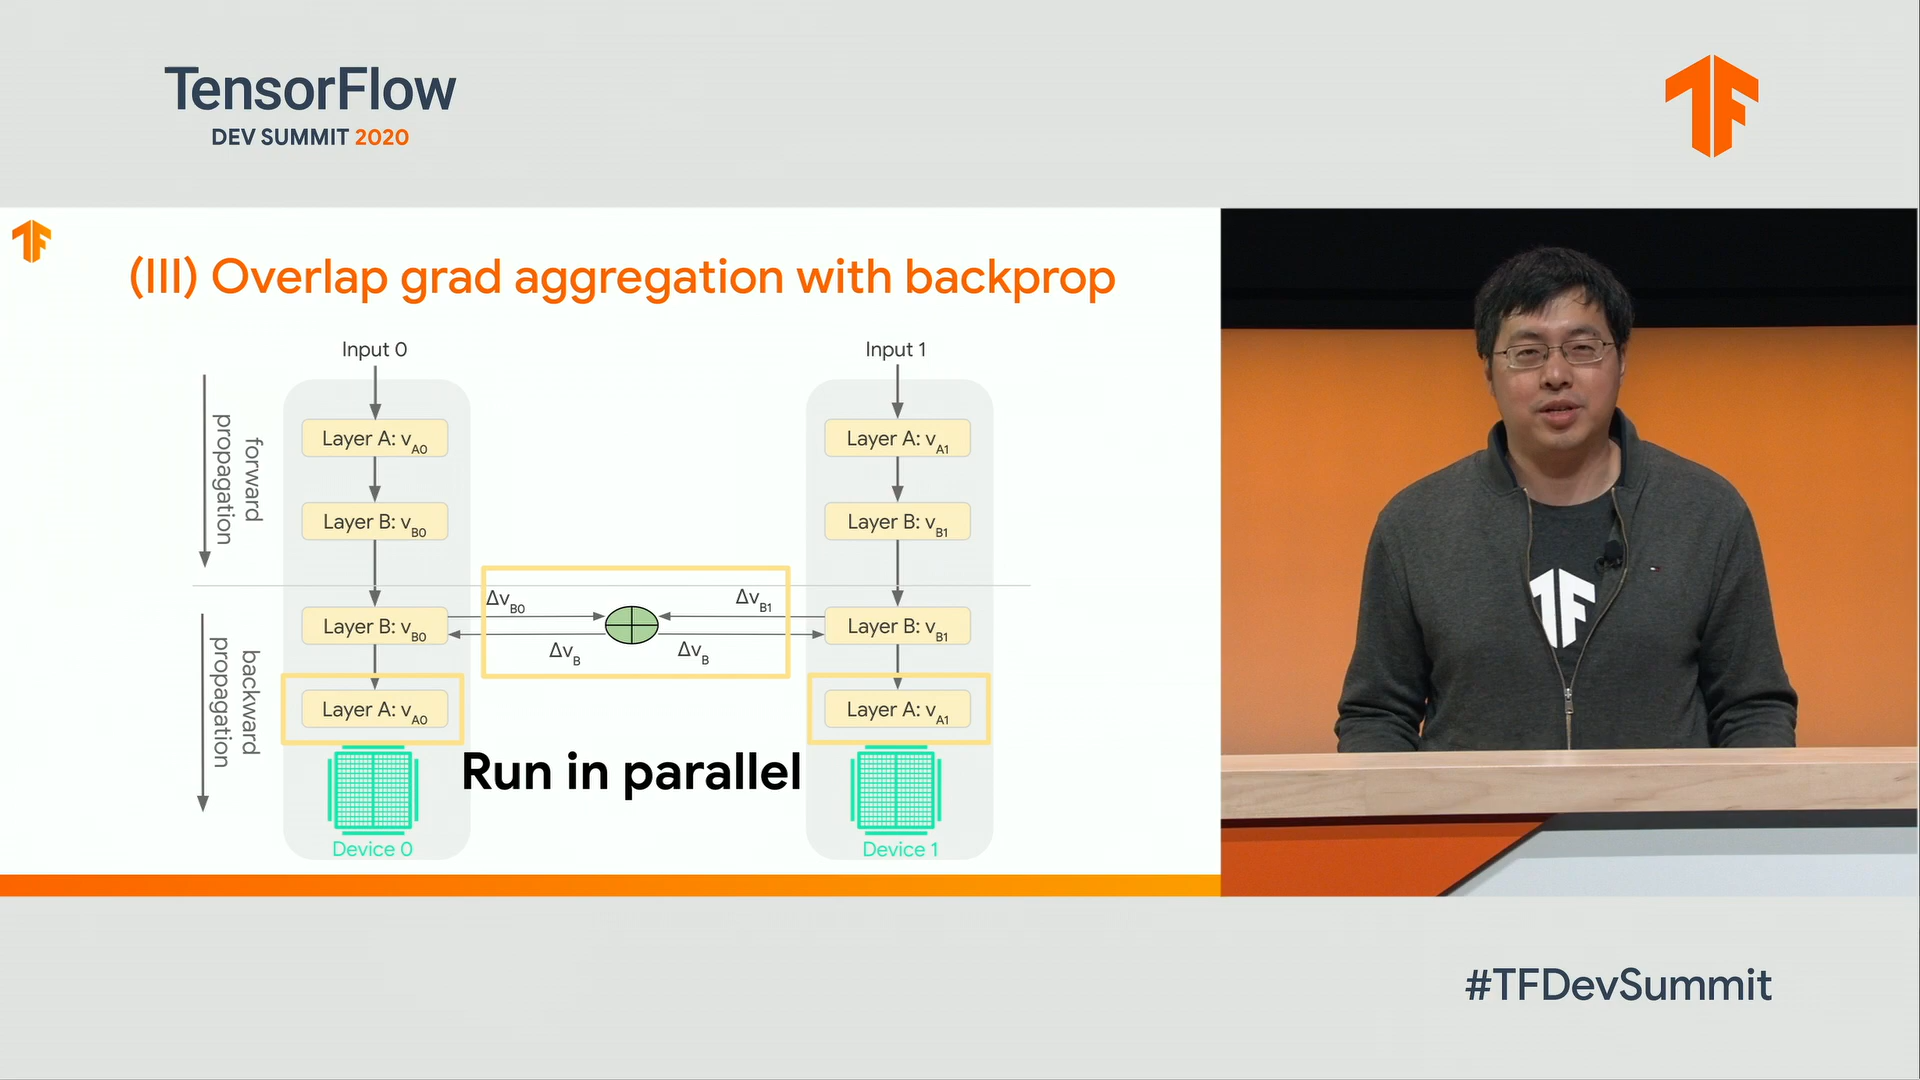 TensorFlow
DEV SUMMIT 2020
(III) Overlap grad aggregation with backprop
Input 0
Input 1
forward
propagation
Layer A: vA0
Layer A: vA1
Layer B: vB0
Layer B: vB1
ΔvB0
ΔvB1
backward
propagation
Layer B: vB0
Layer B: vB1
ΔvB
ΔvB
Layer A: vA0
Layer A: vA1
Run in parallel
Device 0
Device 1
#TFDevSummit